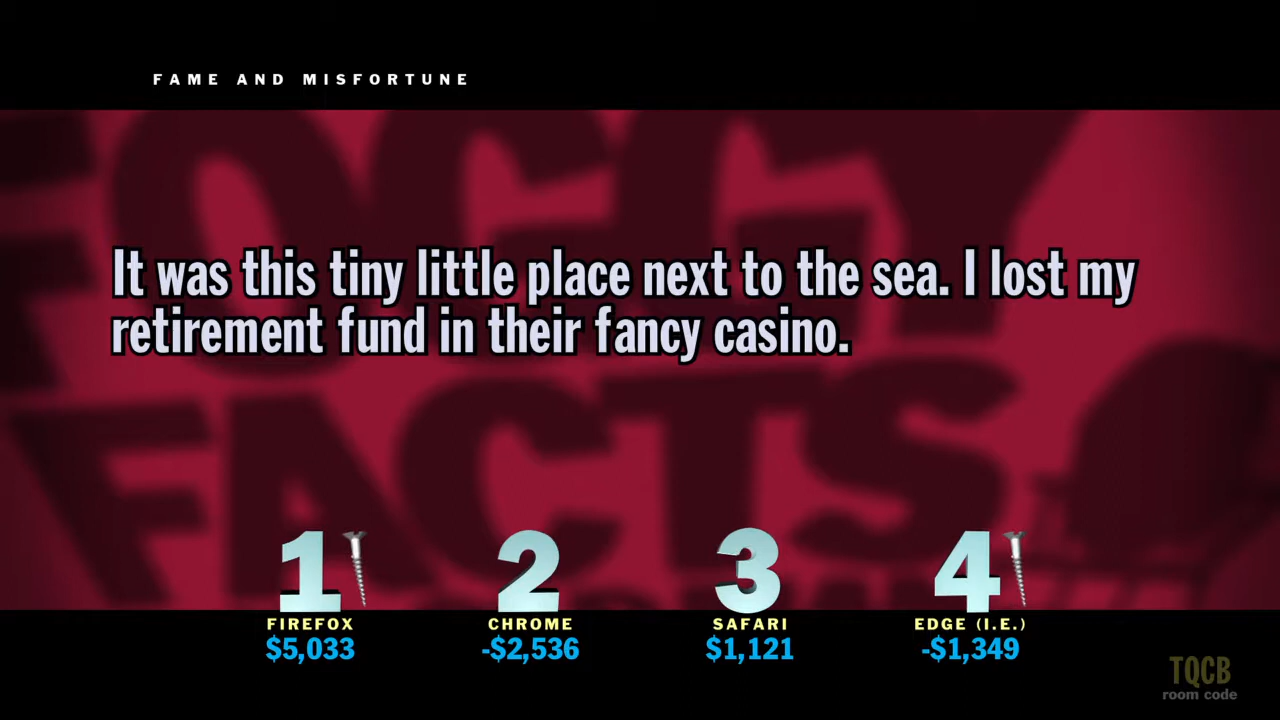 FAME AND MISFORTUNE
FOGGY
FACTS
It was this tiny little place next to the sea. I lost my
retirement fund in their fancy casino.
1 2 3 4
FIREFOX CHROME SAFARI EDGE (I.E.)
$5,033 -$2,536 $1,121 -$1,349
TQCB
room code